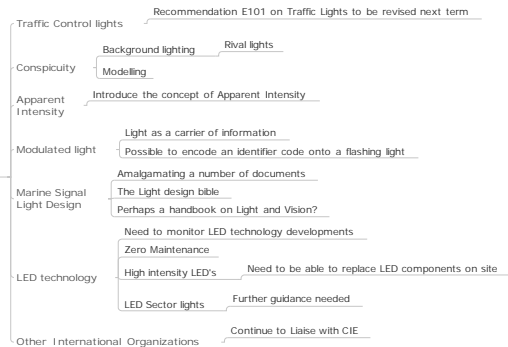 Traffic Control lights
Recommendation E101 on Traffic Lights to be revised next term
Conspicuity
Background lighting
Rival lights
Modelling
Apparent
Intensity
Introduce the concept of Apparent Intensity
Modulated light
Light as a carrier of information
Possible to encode an identifier code onto a flashing light
Marine Signal
Light Design
Amalgamating a number of documents
The Light design bible
Perhaps a handbook on Light and Vision?
LED technology
Need to monitor LED technology developments
Zero Maintenance
High intensity LED's
Need to be able to replace LED components on site
LED Sector lights
Further guidance needed
Other International Organizations
Continue to Liaise with CIE